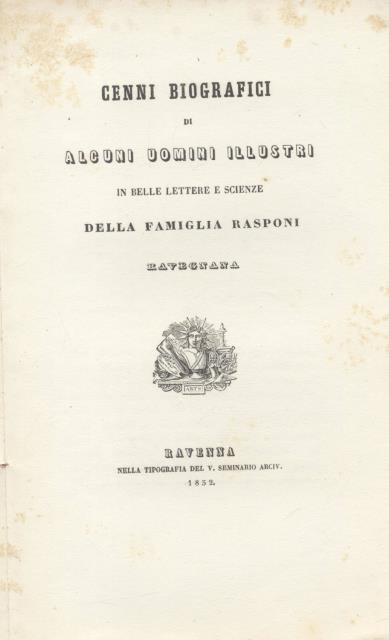 CENNI BIOGRAFICI
DI
ALCUNI UOMINI ILLUSTRI
IN BELLE LETTERE E SCIENZE
DELLA FAMIGLIA RASPONI
RAVEGNANA
ARTS
RAVENNA
NELLA TIPOGRAFIA DEL V. SEMINARIO ARCIV.
1852.